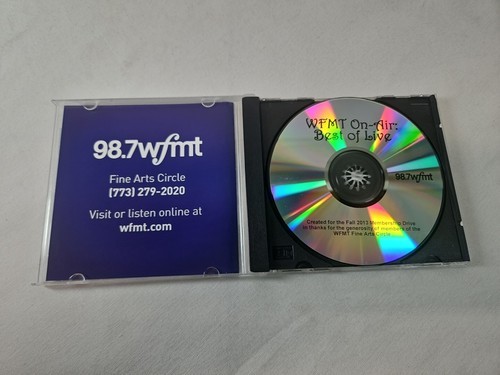 98.7wfmt
Fine Arts Circle
(773) 279-2020
Visit or listen online at
wfmt.com
WFMT On-Air:
Best of Live
98.7wfmt
Created for the Fall 2013 Membership Drive
in thanks for the generosity of members of the
WFMT Fine Arts Circle